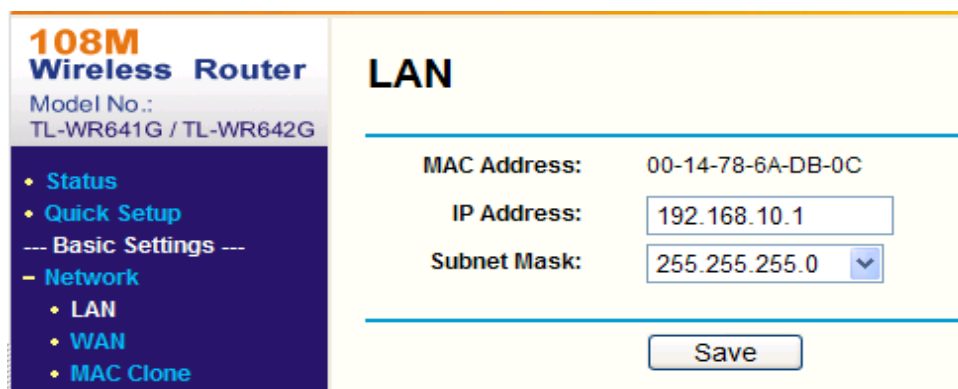 108M
Wireless Router
Model No.:
TL-WR641G / TL-WR642G
• Status
• Quick Setup
--- Basic Settings ---
– Network
• LAN
• WAN
• MAC Clone
LAN
MAC Address: 00-14-78-6A-DB-0C
IP Address: 192.168.10.1
Subnet Mask: 255.255.255.0
Save